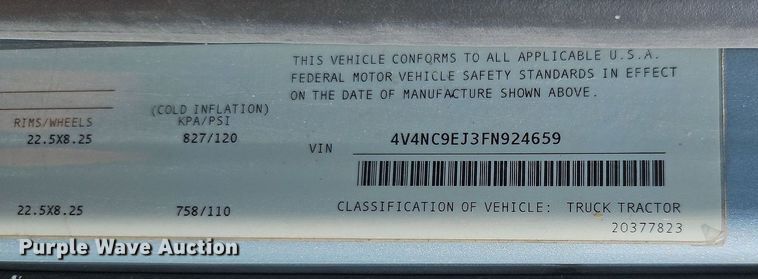 THIS VEHICLE CONFORMS TO ALL APPLICABLE U.S.A.
FEDERAL MOTOR VEHICLE SAFETY STANDARDS IN EFFECT
ON THE DATE OF MANUFACTURE SHOWN ABOVE.
(COLD INFLATION)
RIMS/WHEELS KPA/PSI
22.5X8.25 827/120
VIN 4V4NC9EJ3FN924659
22.5X8.25 758/110
CLASSIFICATION OF VEHICLE: TRUCK TRACTOR
20377823
Purple Wave Auction